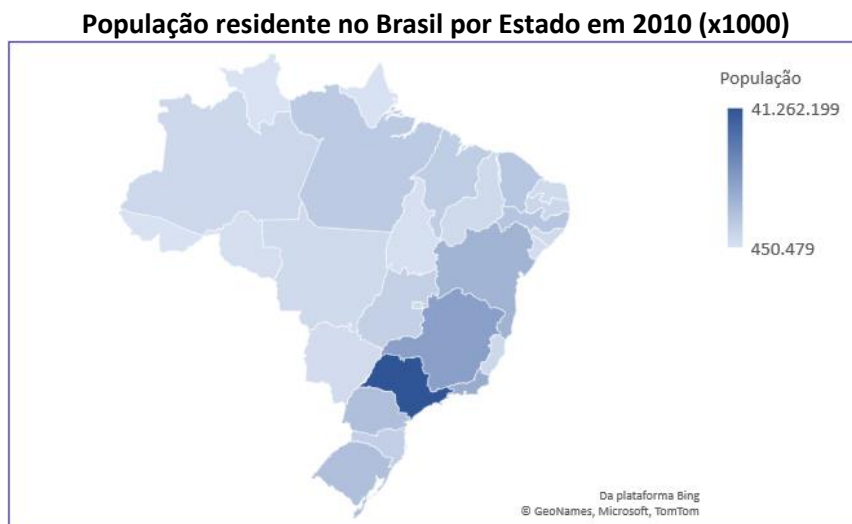 População residente no Brasil por Estado em 2010 (x1000)
População
41.262.199
450.479
Da plataforma Bing
© GeoNames, Microsoft, TomTom